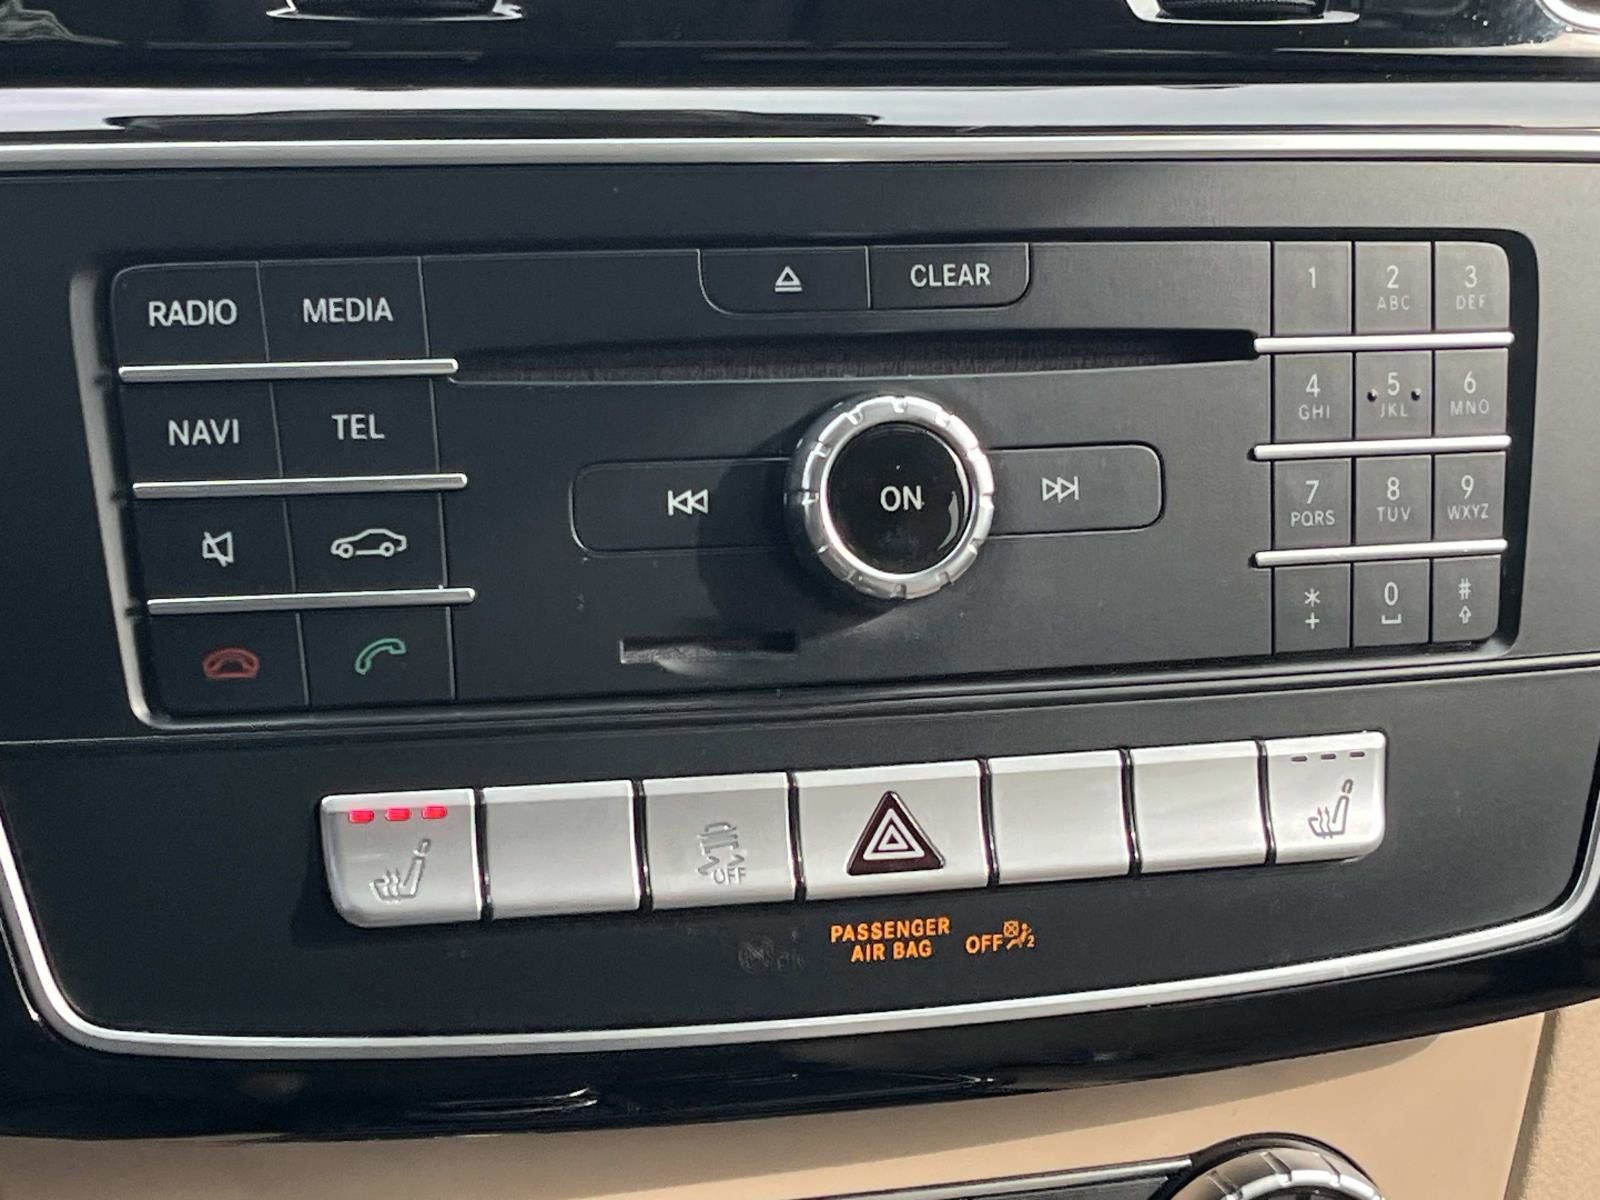 CLEAR
RADIO MEDIA
1 2 3
ABC DEF
NAVI TEL
4 5 6
GHI JKL MNO
ON
7 8 9
PQRS TUV WXYZ
* 0 #
+
OFF
PASSENGER
AIR BAG OFF 2